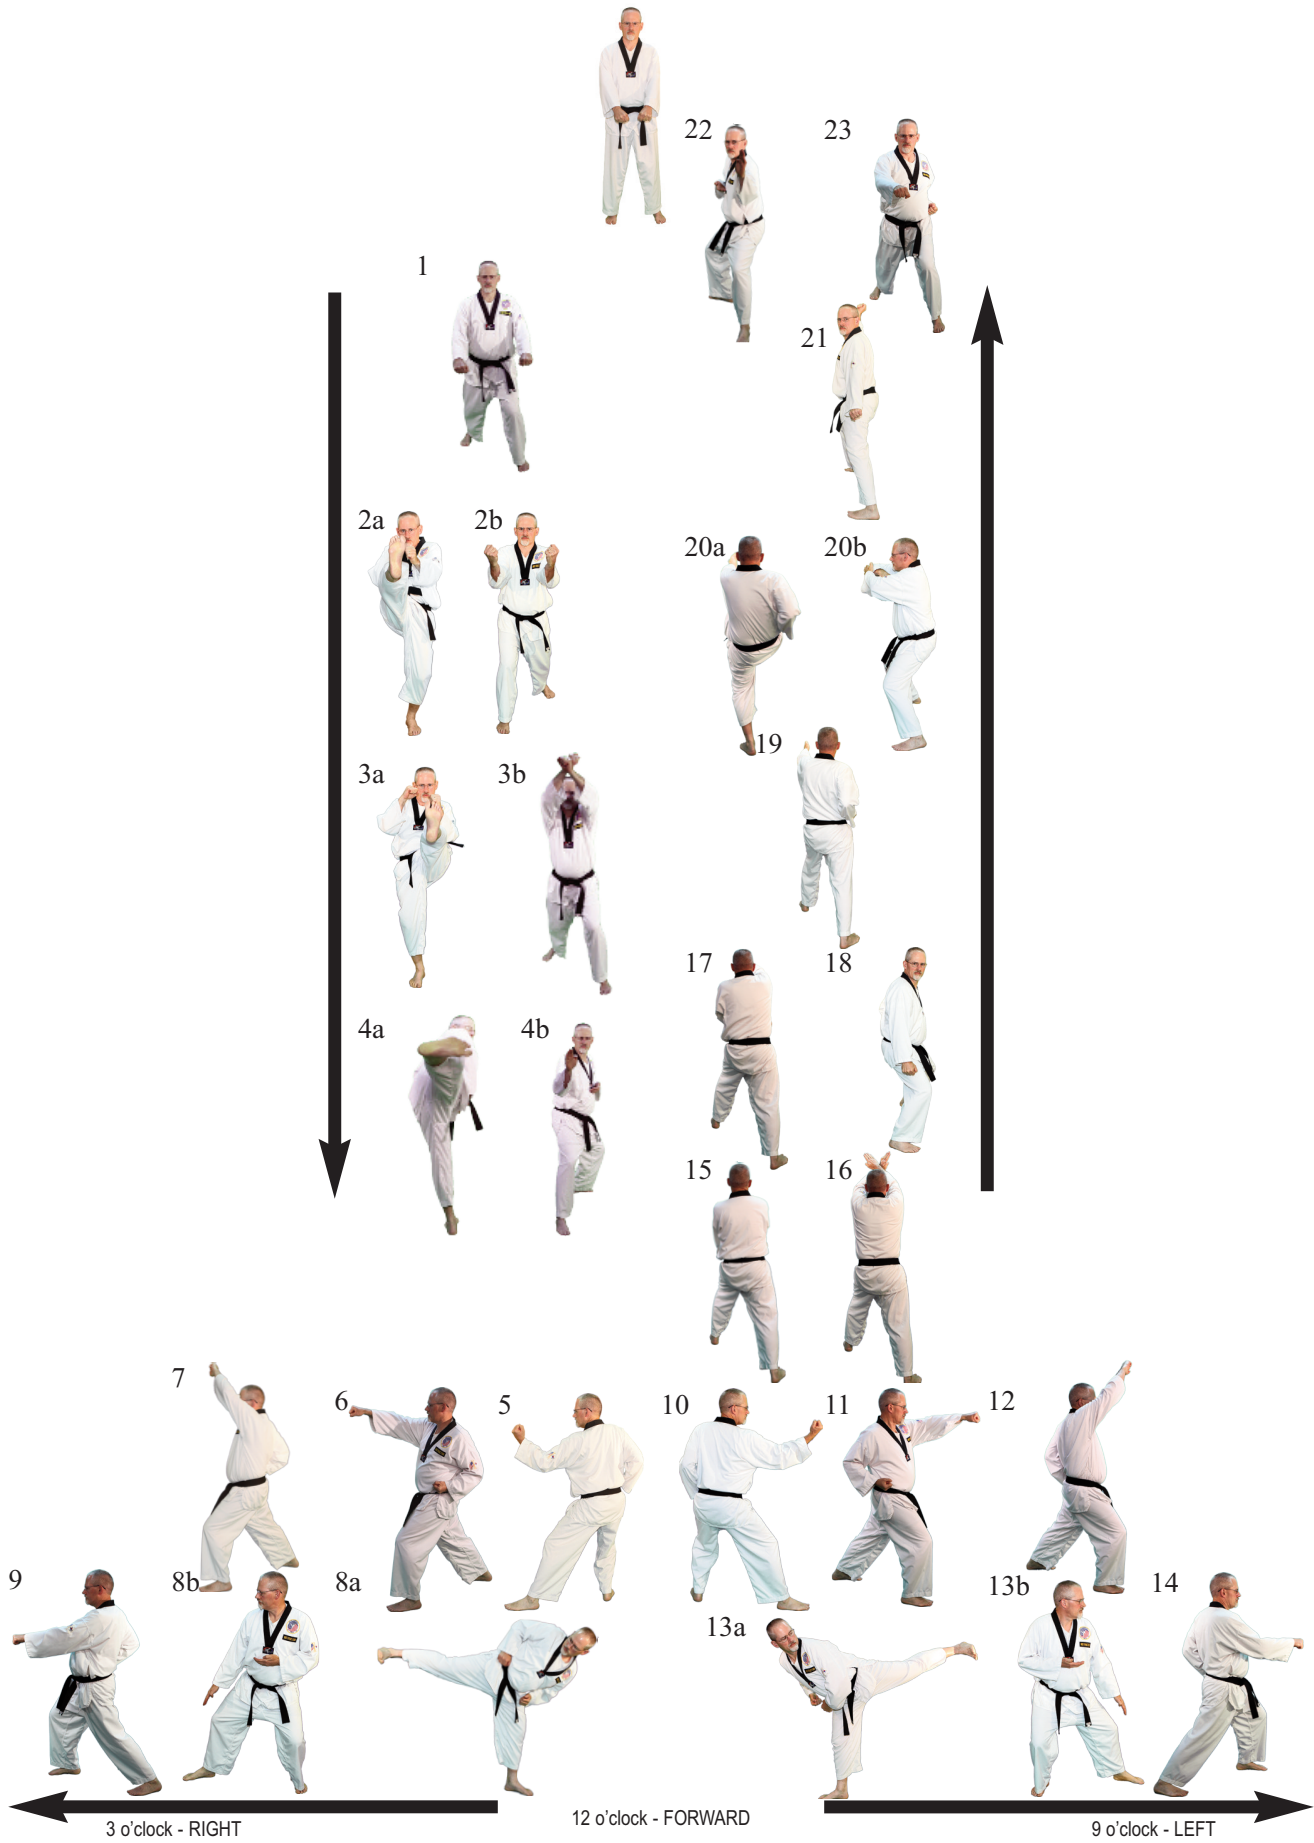 22 23
1
21
2a 2b
20a 20b
19
3a 3b
17 18
4a 4b
15 16
7
6 5 10 11 12
9 8b 8a
13a 13b 14
3 o'clock - RIGHT 12 o'clock - FORWARD 9 o'clock - LEFT